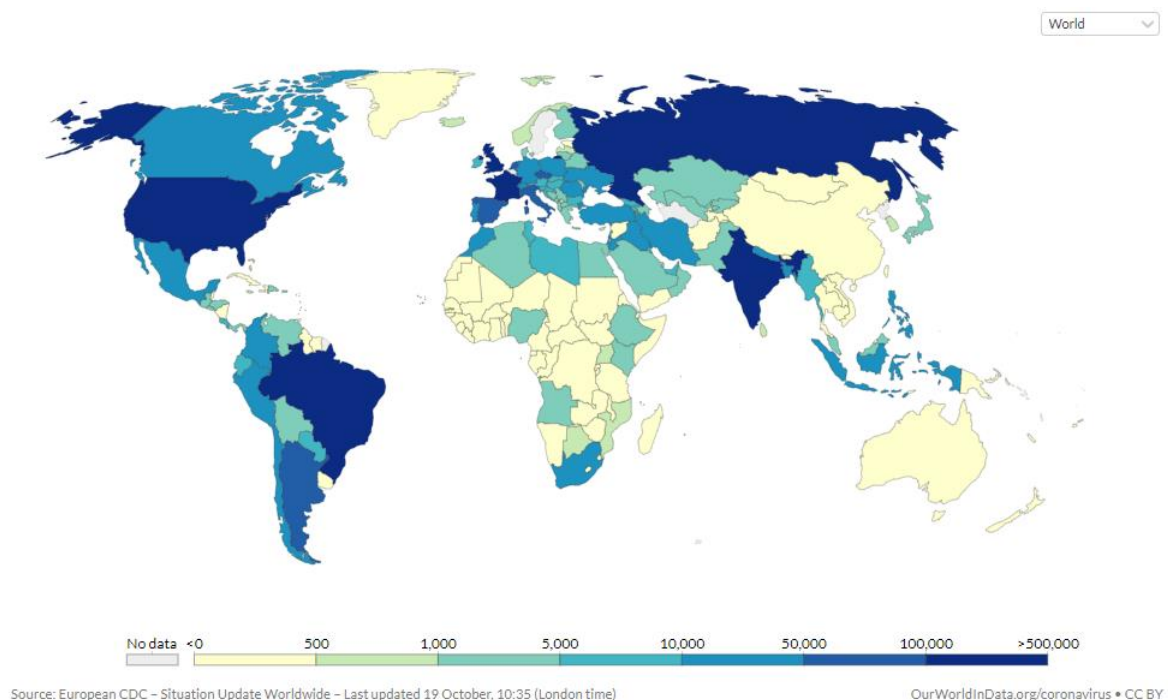 World
No data <0 500 1,000 5,000 10,000 50,000 100,000 >500,000
Source: European CDC – Situation Update Worldwide – Last updated 19 October, 10:35 (London time) OurWorldInData.org/coronavirus • CC BY